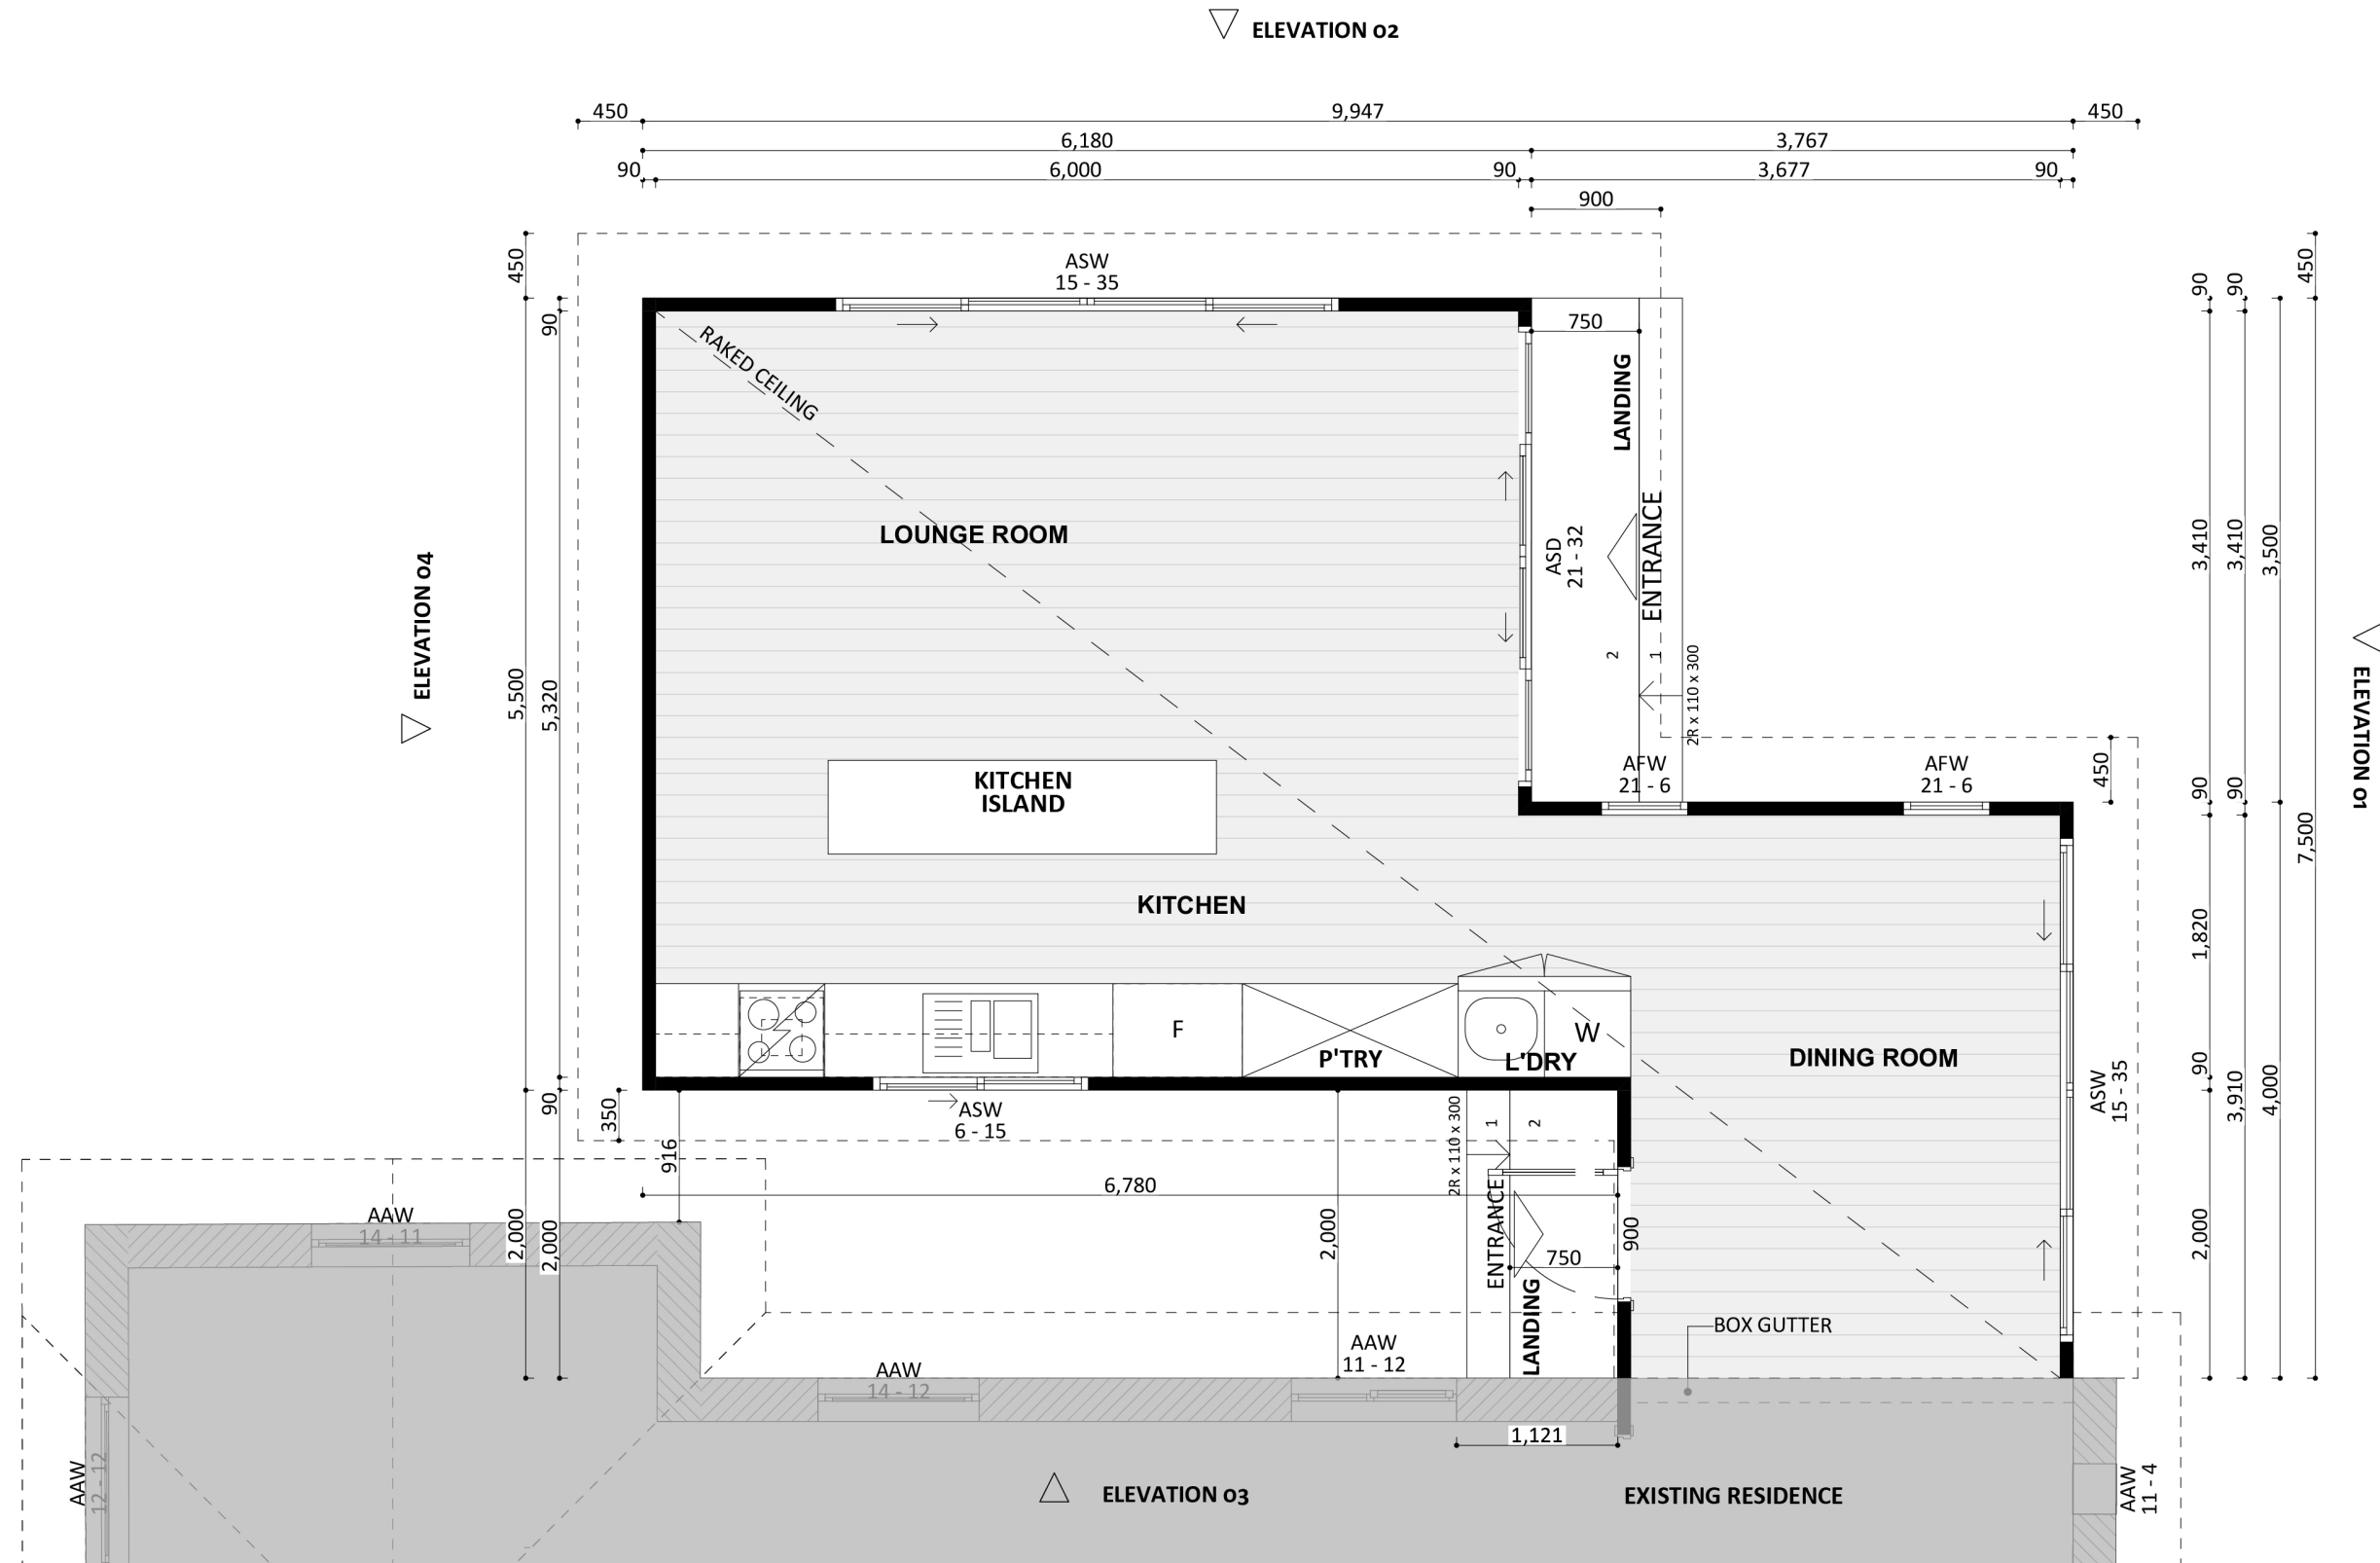 ELEVATION 02
450
9,947
450
6,180
3,767
90
6,000
90
3,677
90
900
450
ASW
15 - 35
450
90
90
90
750
RAKED CEILING
LANDING
LOUNGE ROOM
ASD
21 - 32
ENTRANCE
3,410
3,410
3,500
ELEVATION 04
5,500
5,320
2
1
2R x 110 x 300
ELEVATION 01
KITCHEN
ISLAND
AFW
21 - 6
AFW
21 - 6
450
90
90
7,500
KITCHEN
1,820
F
P'TRY
W
L'DRY
DINING ROOM
ASW
15 - 35
90
3,910
4,000
90
350
ASW
6 - 15
916
2R x 110 x 300
1
2
6,780
AAW
14 - 11
2,000
2,000
2,000
ENTRANCE
900
750
2,000
LANDING
BOX GUTTER
AAW
11 - 12
AAW
14 - 12
1,121
AAW
12 - 12
ELEVATION 03
EXISTING RESIDENCE
AAW
11 - 4